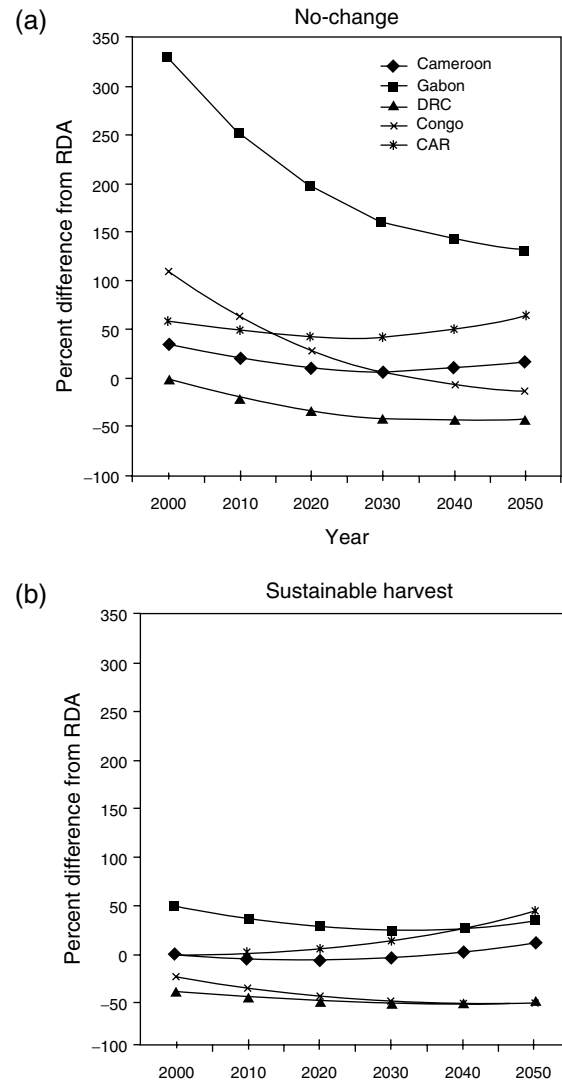 (a)
No-change
350
300
250
200
150
100
50
0
−50
−100
Percent difference from RDA
Cameroon
Gabon
DRC
Congo
CAR
2000 2010 2020 2030 2040 2050
Year
(b)
Sustainable harvest
350
300
250
200
150
100
50
0
−50
−100
Percent difference from RDA
2000 2010 2020 2030 2040 2050